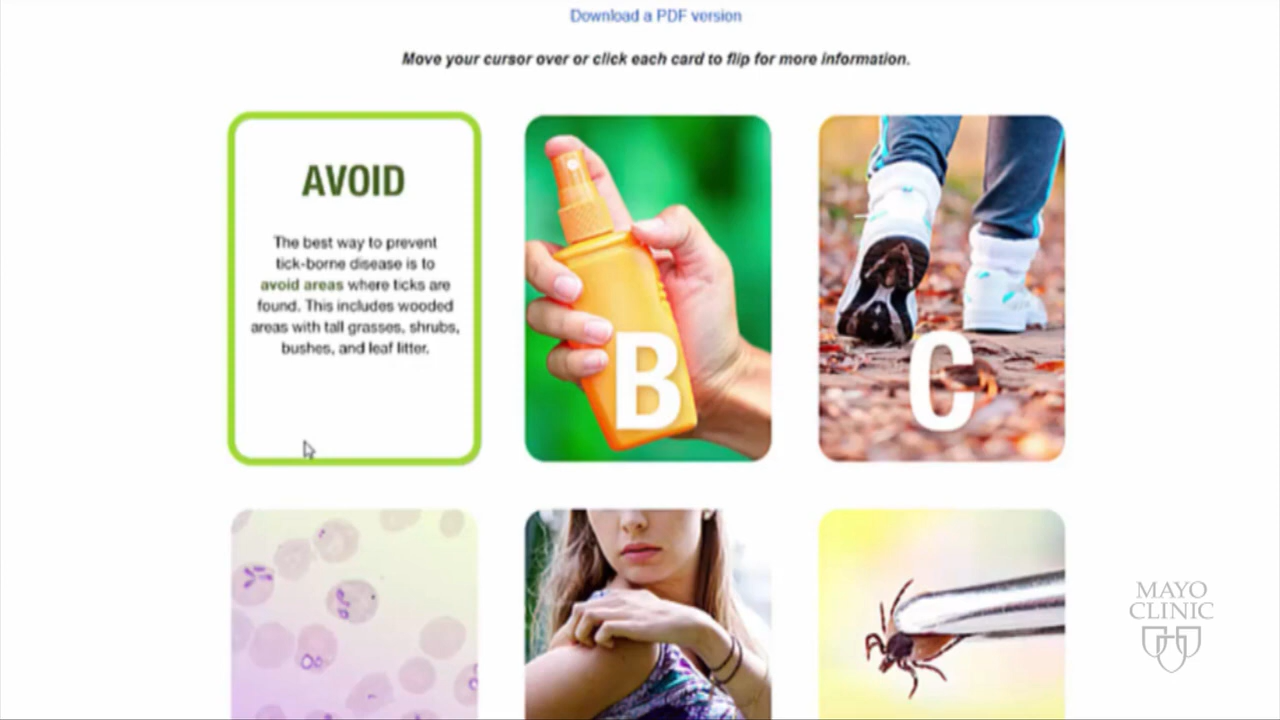 Download a PDF version
Move your cursor over or click each card to flip for more information.
AVOID
The best way to prevent
tick-borne disease is to
avoid areas where ticks are
found. This includes wooded
areas with tall grasses, shrubs,
bushes, and leaf litter.
B
C
MAYO
CLINIC